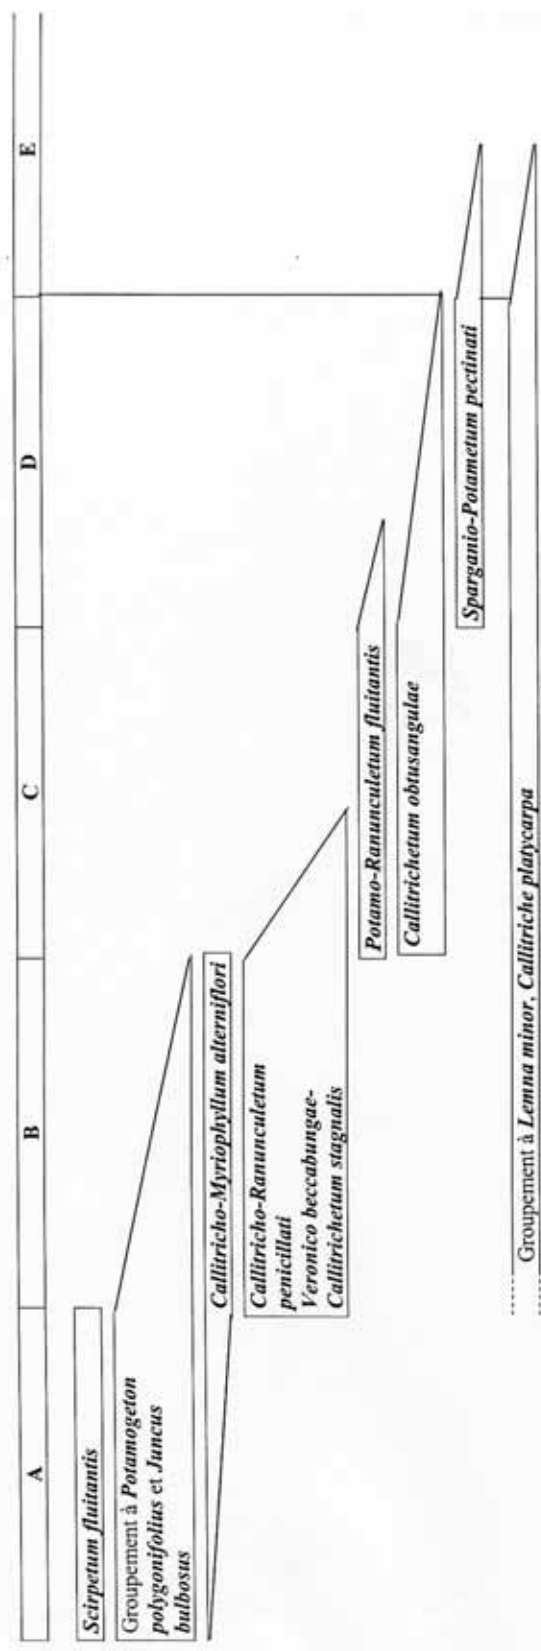 A B C D E
Scirpetum fluitantis
Groupement à Potamogeton
polygonifolius et Juncus
bulbosus
Callitricho-Myriophyllum alterniflori
Callitricho-Ranunculetum
penicillati
Veronico beccabungae-
Callitrichetum stagnalis
Potamo-Ranunculetum fluitantis
Callitrichetum obtusangulae
Sparganio-Potametum pectinati
Groupement à Lemna minor, Callitriche platycarpa